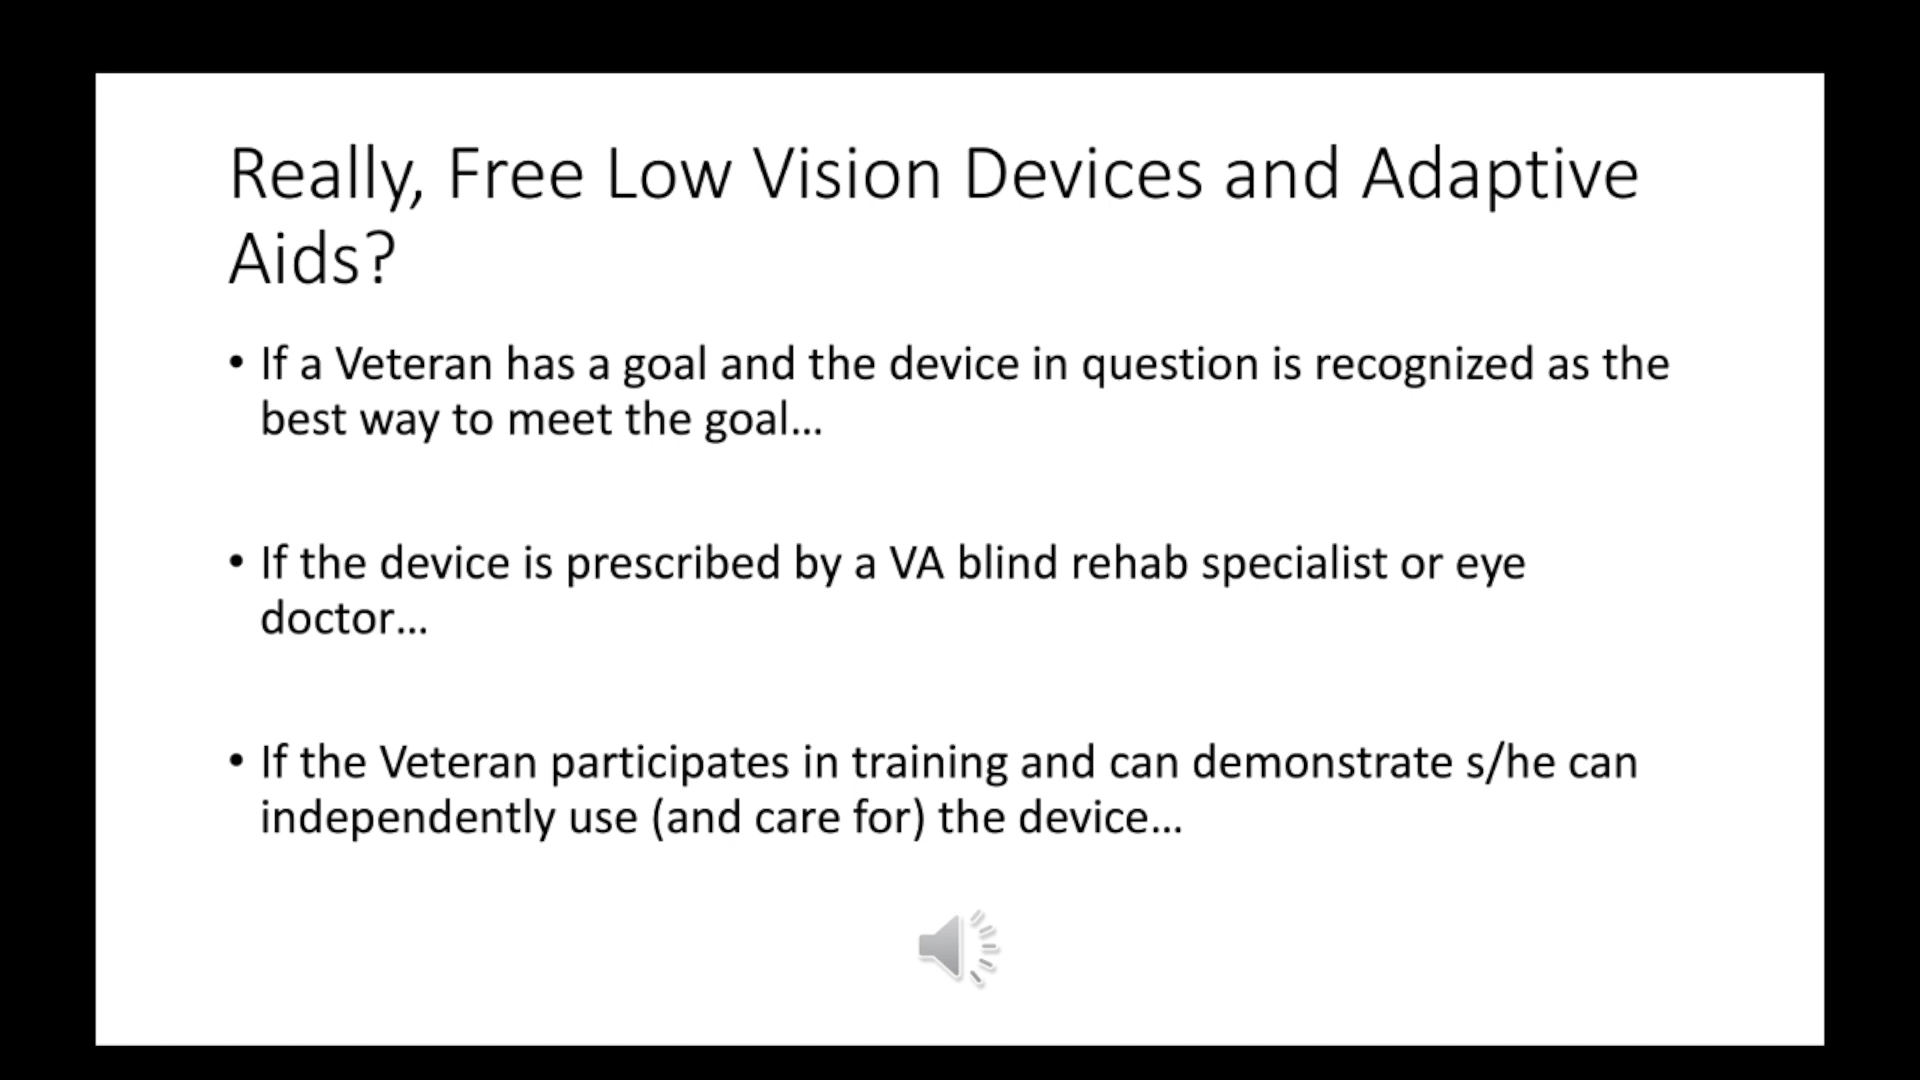 Really, Free Low Vision Devices and Adaptive
Aids?
• If a Veteran has a goal and the device in question is recognized as the
best way to meet the goal...
• If the device is prescribed by a VA blind rehab specialist or eye
doctor...
• If the Veteran participates in training and can demonstrate s/he can
independently use (and care for) the device...